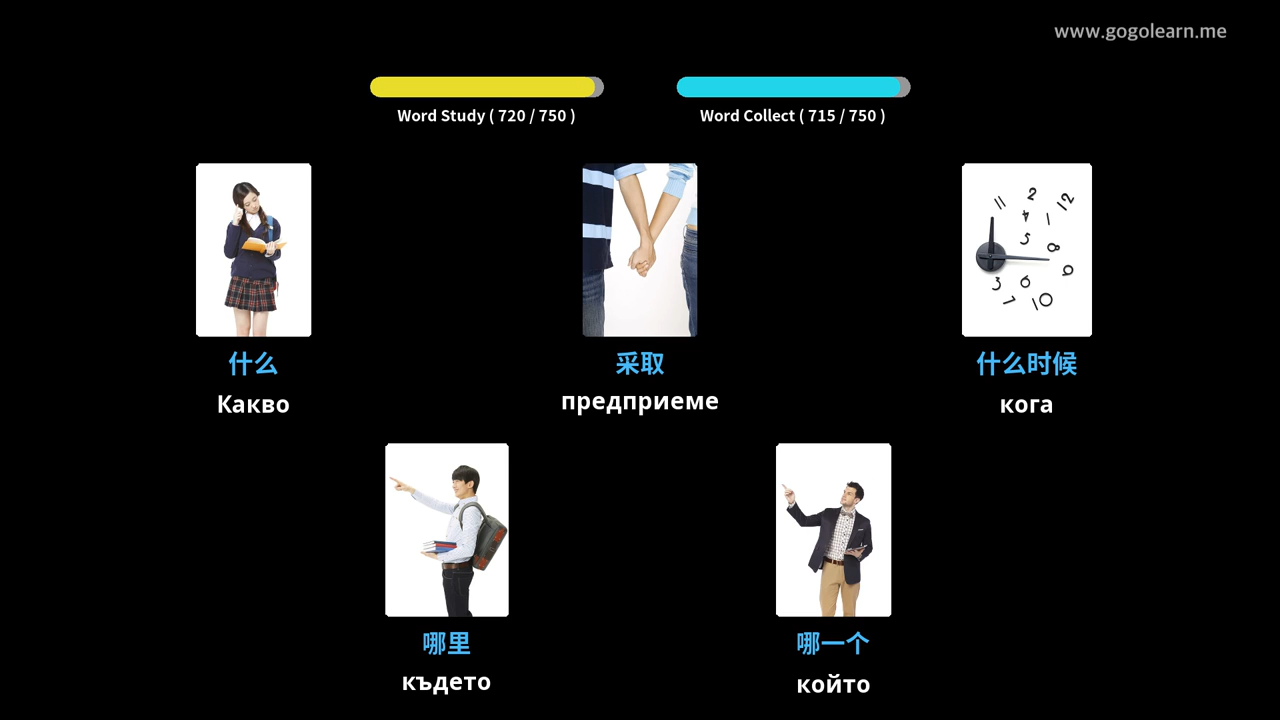 www.gogolearn.me
Word Study ( 720 / 750 )
Word Collect ( 715 / 750 )
什么
采取
什么时候
Какво
предприеме
кога
哪里
哪一个
където
който